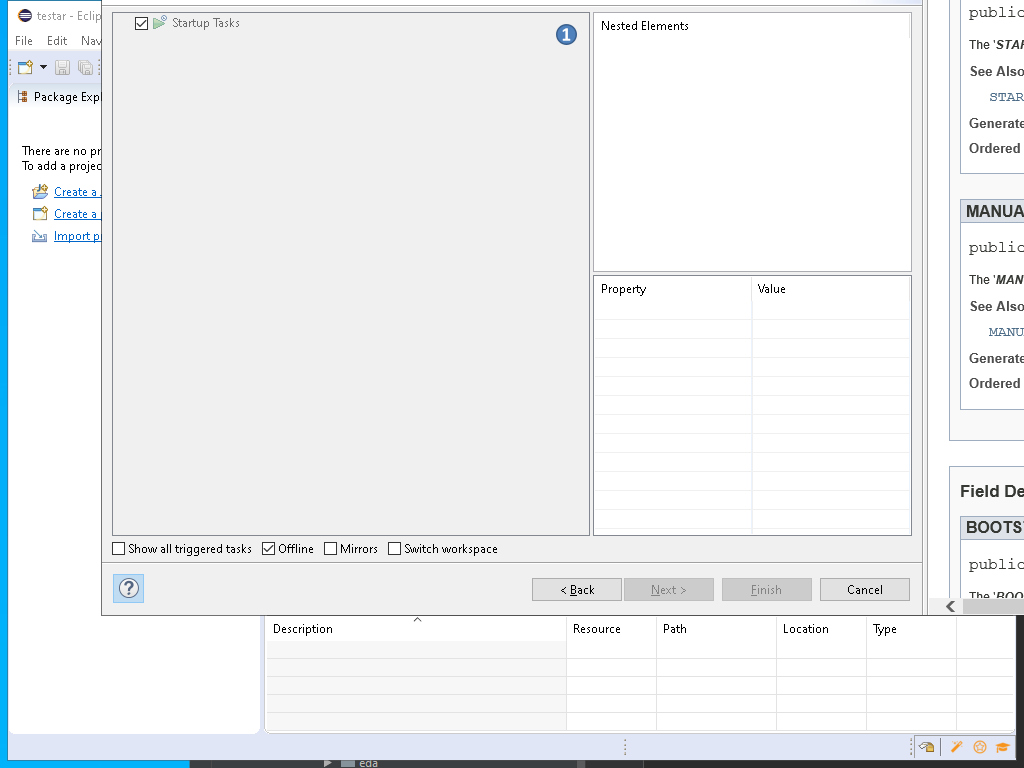 testar - Eclip
File Edit Nav
Package Expl
There are no pr
To add a projec
Create a
Create a
Import p
Startup Tasks
1
Nested Elements
Property Value
Show all triggered tasks Offline Mirrors Switch workspace
?
< Back Next > Finish Cancel
Description Resource Path Location Type
public
The 'STAR
See Also
STAR
Generate
Ordered
MANUA
public
The 'MAN
See Also
MANU
Generate
Ordered
Field De
BOOTS
public
The 'BOO
eda